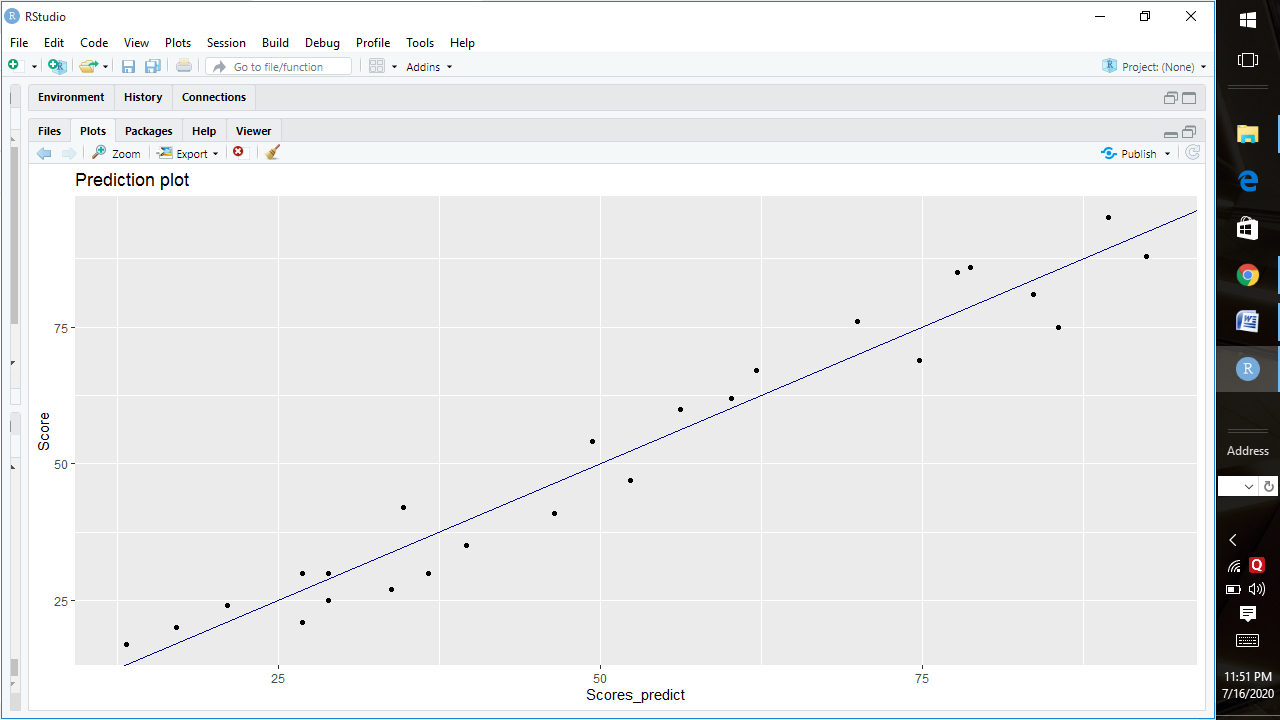 RStudio
File Edit Code View Plots Session Build Debug Profile Tools Help
Go to file/function Addins Project: (None)
Environment History Connections
Files Plots Packages Help Viewer
Zoom Export Publish
Prediction plot
75
50
25
Score
25 50 75
Scores_predict
Address
11:51 PM
7/16/2020